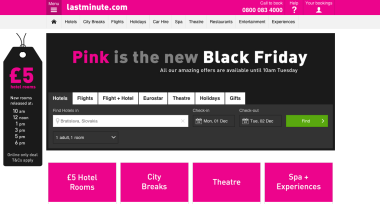 Menu
lastminute.com
Call to back
0800 083 4000
Help
Your bookings
Hotels
City Breaks
Flights
Holidays
Car Hire
Spa
Theatre
Restaurants
Entertainment
Experiences
£5
hotel rooms
New rooms
released at:
10 am
12 noon
1 pm
3 pm
5 pm
6 pm
Online only deal
T&Cs apply
Pink is the new Black Friday
All our amazing offers are available until 10am Tuesday
Hotels
Flights
Flight + Hotel
Eurostar
Theatre
Holidays
Gifts
Find Hotels in
Check-in
Check-out
Bratislava, Slovakia
Mon, 01 Dec
Tue, 02 Dec
Find
1 adult, 1 room
£5 Hotel
Rooms
City
Breaks
Theatre
Spa +
Experiences